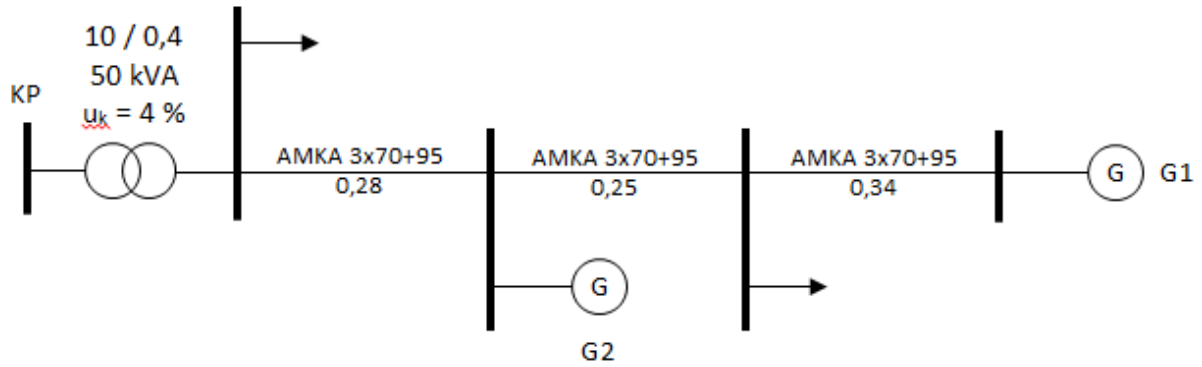 10 / 0,4
50 kVA
uₖ = 4 %
KP
AMKA 3x70+95
0,28
AMKA 3x70+95
0,25
AMKA 3x70+95
0,34
G
G1
G
G2